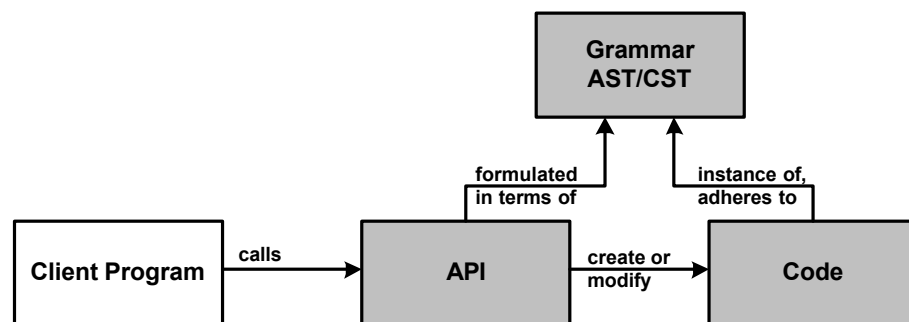 Grammar
AST/CST
formulated
in terms of
instance of,
adheres to
Client Program
calls
API
create or
modify
Code